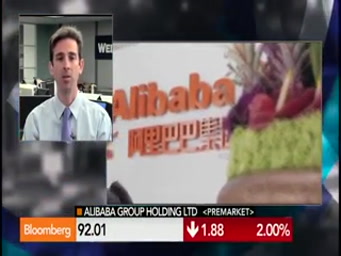 WE
Alibaba
阿里巴巴集团
ALIBABA GROUP HOLDING LTD <PREMARKET>
Bloomberg
92.01
1.88
2.00%